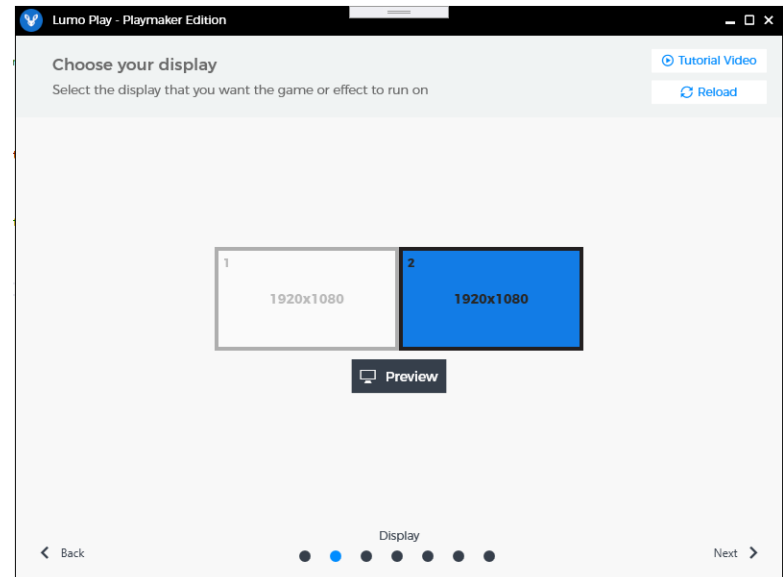 Lumo Play - Playmaker Edition
Choose your display
Select the display that you want the game or effect to run on
Tutorial Video
Reload
1
1920x1080
2
1920x1080
Preview
Display
Back
Next